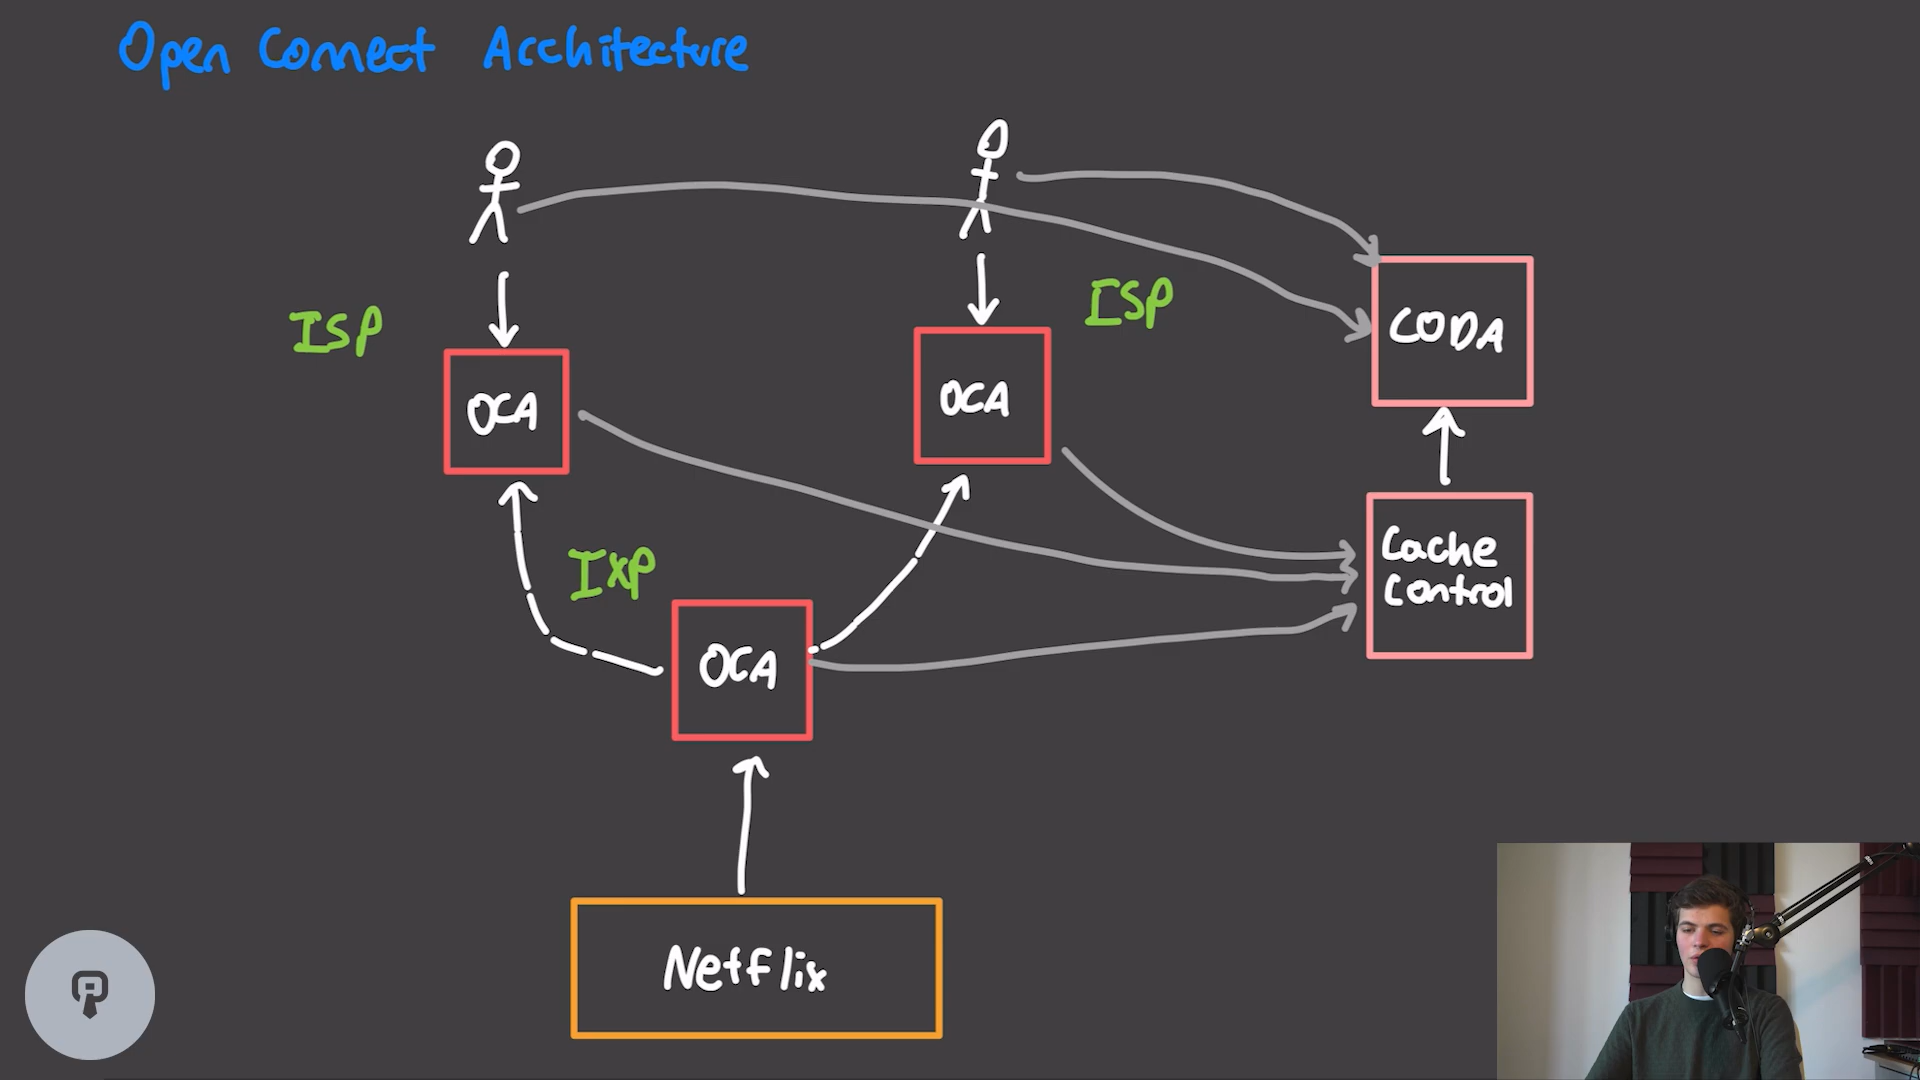 Open Connect Architecture
ISP
ISP
OCA
OCA
CODA
IXP
Cache
Control
OCA
Netflix